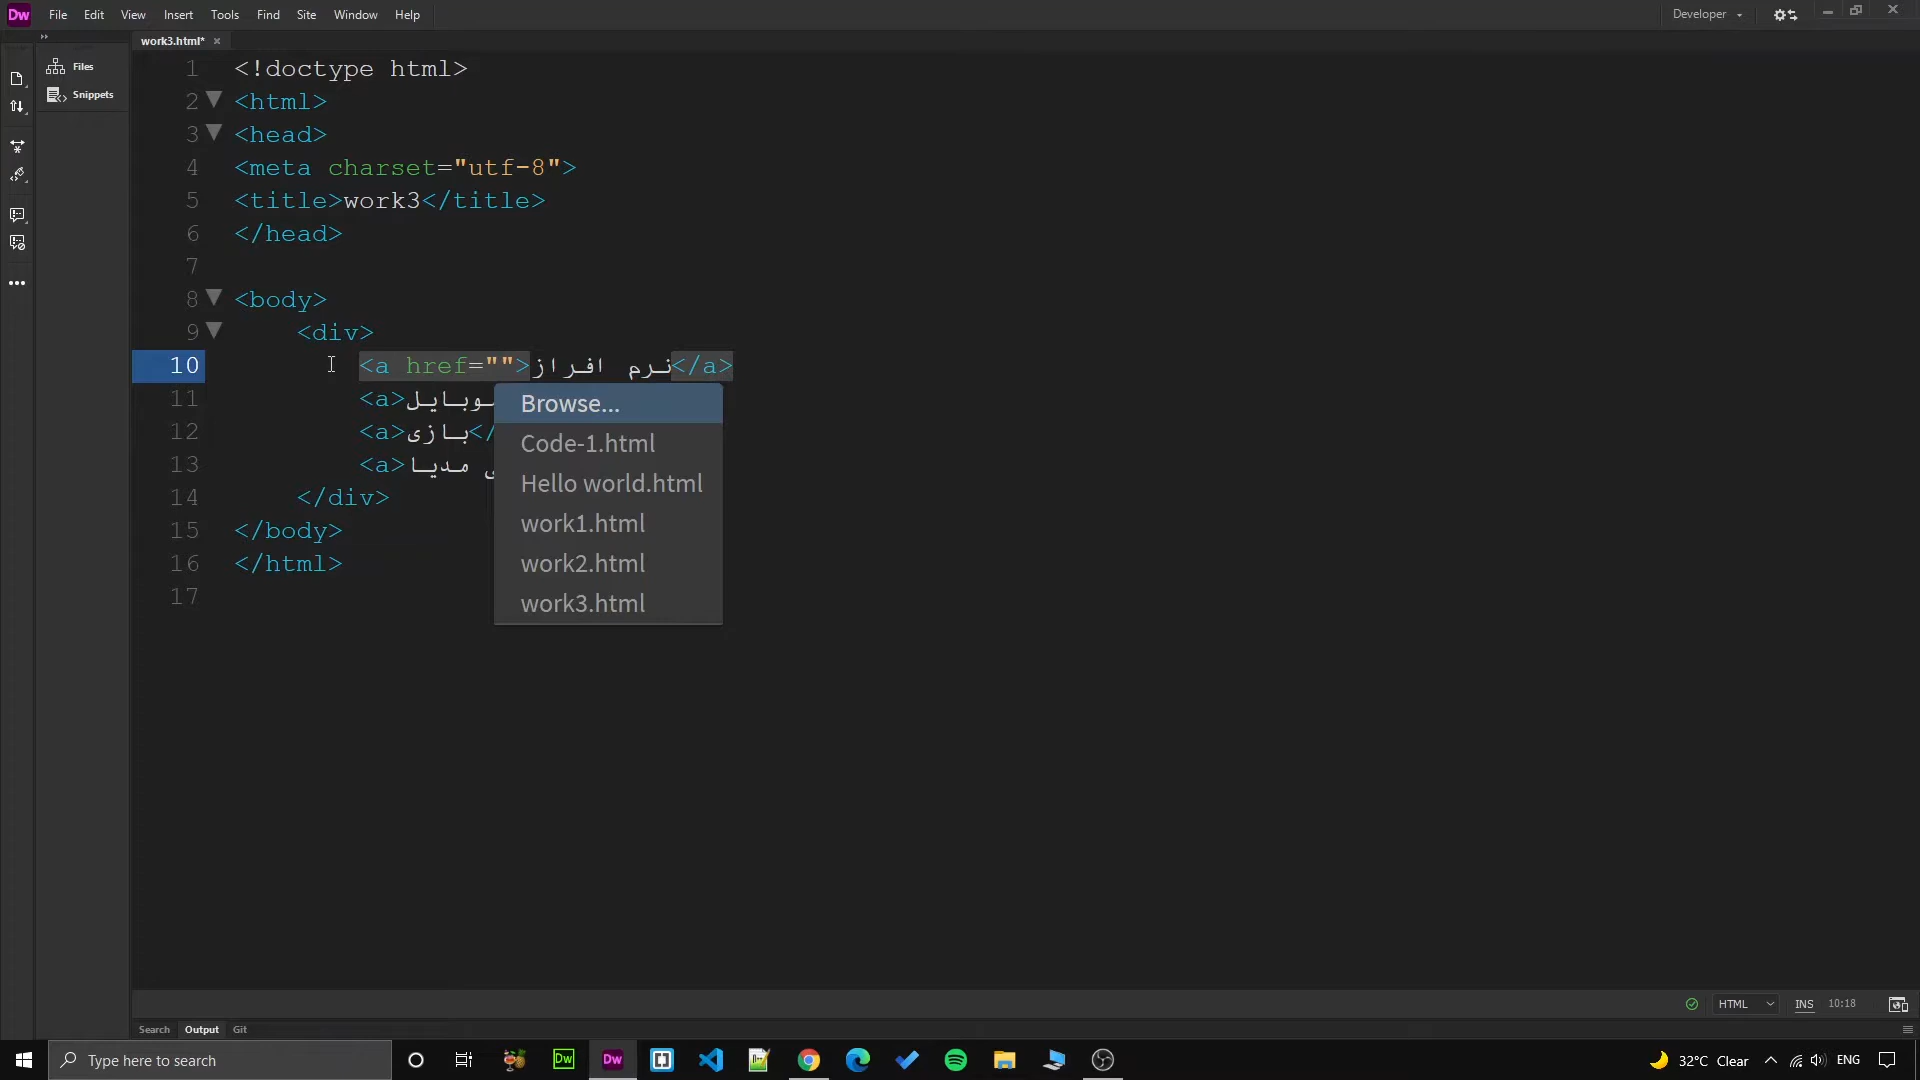 Dw File Edit View Insert Tools Find Site Window Help Developer
work3.html*
Files
Snippets
1 <!doctype html>
2 <html>
3 <head>
4 <meta charset="utf-8">
5 <title>work3</title>
6 </head>
7
8 <body>
9 <div>
10 <a href="">نرم افراز</a>
11 <a>
12 <a>بازی</
13 <a>
14 </div>
15 </body>
16 </html>
17
Browse...
Code-1.html
Hello world.html
work1.html
work2.html
work3.html
HTML INS 10:18
Search Output Git
Type here to search Dw Dw 32°C Clear ENG